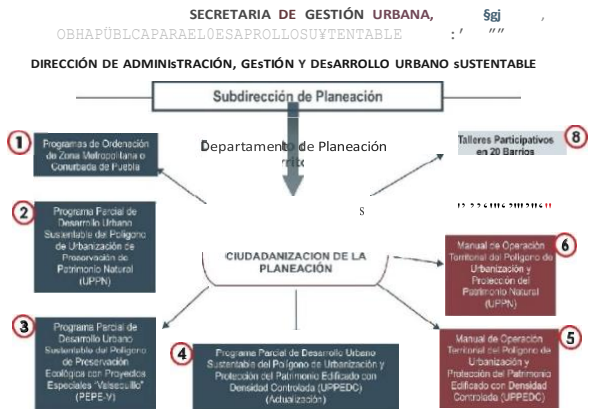 SECRETARIA DE GESTIÓN URBANA, §gj ,
OBHAPÜBLCAPARAEL0ESAPROLLOSU¥TENTABLE :′ ″″
DIRECCIÓN DE ADMINIsTRACIÓN, GEsTIÓN Y DEsARROLLO URBANO sUSTENTABLE
Subdirección de Planeación
Departamento de Planeación
1
Programas de Ordenación
de Zona Metropolitana o
Conurbada de Puebla
8
Talleres Participativos
en 20 Barrios
2
Programa Parcial de
Desarrollo Urbano
Sustentable del Polígono
de Urbanización de
Preservación de
Patrimonio Natural
(UPPN)
S
CIUDADANIZACION DE LA
PLANEACIÓN
6
Manual de Operación
Territorial del Polígono de
Urbanización y
Protección del
Patrimonio Natural
(UPPN)
3
Programa Parcial de
Desarrollo Urbano
Sustentable del Polígono
de Preservación
Ecológica con Proyectos
Especiales "Valsequillo"
(PEPE-V)
4
Programa Parcial de Desarrollo Urbano
Sustentable del Polígono de Urbanización y
Protección del Patrimonio Edificado con
Densidad Controlada (UPPEDC)
(Actualización)
5
Manual de Operación
Territorial del Polígono de
Urbanización y
Protección del Patrimonio
Edificado con Densidad
Controlada (UPPEDC)